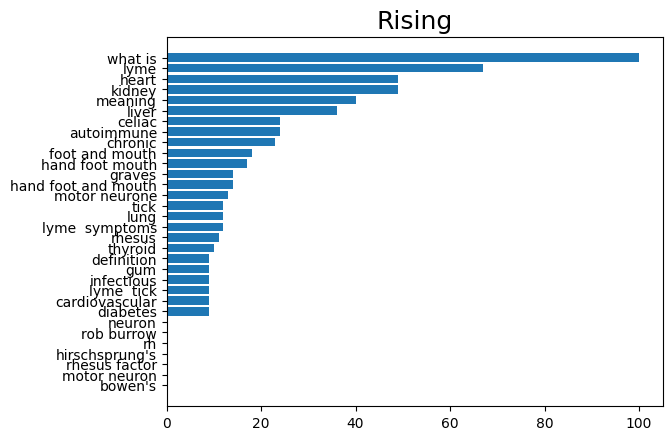 Rising
what is
lyme
heart
kidney
meaning
liver
celiac
autoimmune
chronic
foot and mouth
hand foot mouth
graves
hand foot and mouth
motor neurone
tick
lung
lyme  symptoms
rhesus
thyroid
definition
gum
infectious
lyme  tick
cardiovascular
diabetes
neuron
rob burrow
rh
hirschsprung's
rhesus factor
motor neuron
bowen's
0 20 40 60 80 100